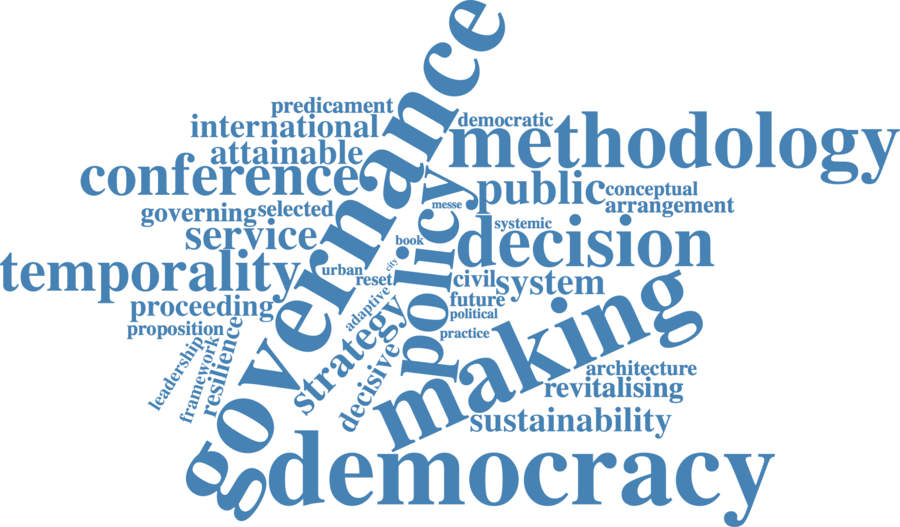 governance
predicament
international
democratic
methodology
attainable
conference
public
conceptual
messe
arrangement
governing
selected
systemic
service
book
decision
policy
temporality
urban
city
reset
civil
system
proceeding
adaptive
future
political
proposition
strategy
practice
making
leadership
framework
resilience
decisive
architecture
revitalising
sustainability
democracy